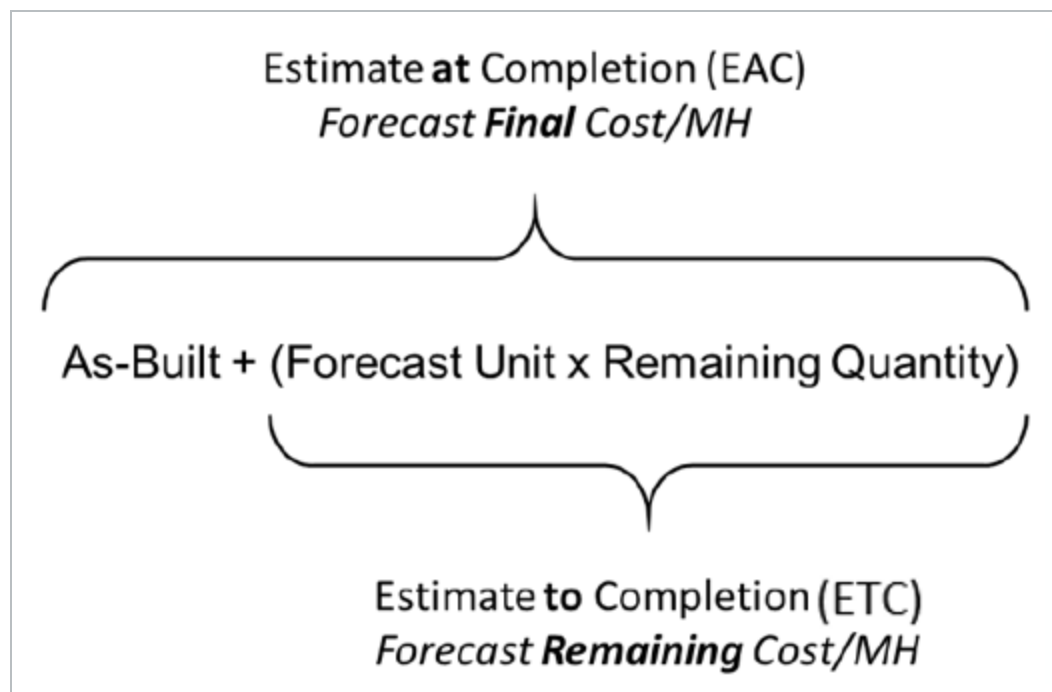 Estimate at Completion (EAC)
Forecast Final Cost/MH
As-Built + (Forecast Unit x Remaining Quantity)
Estimate to Completion (ETC)
Forecast Remaining Cost/MH